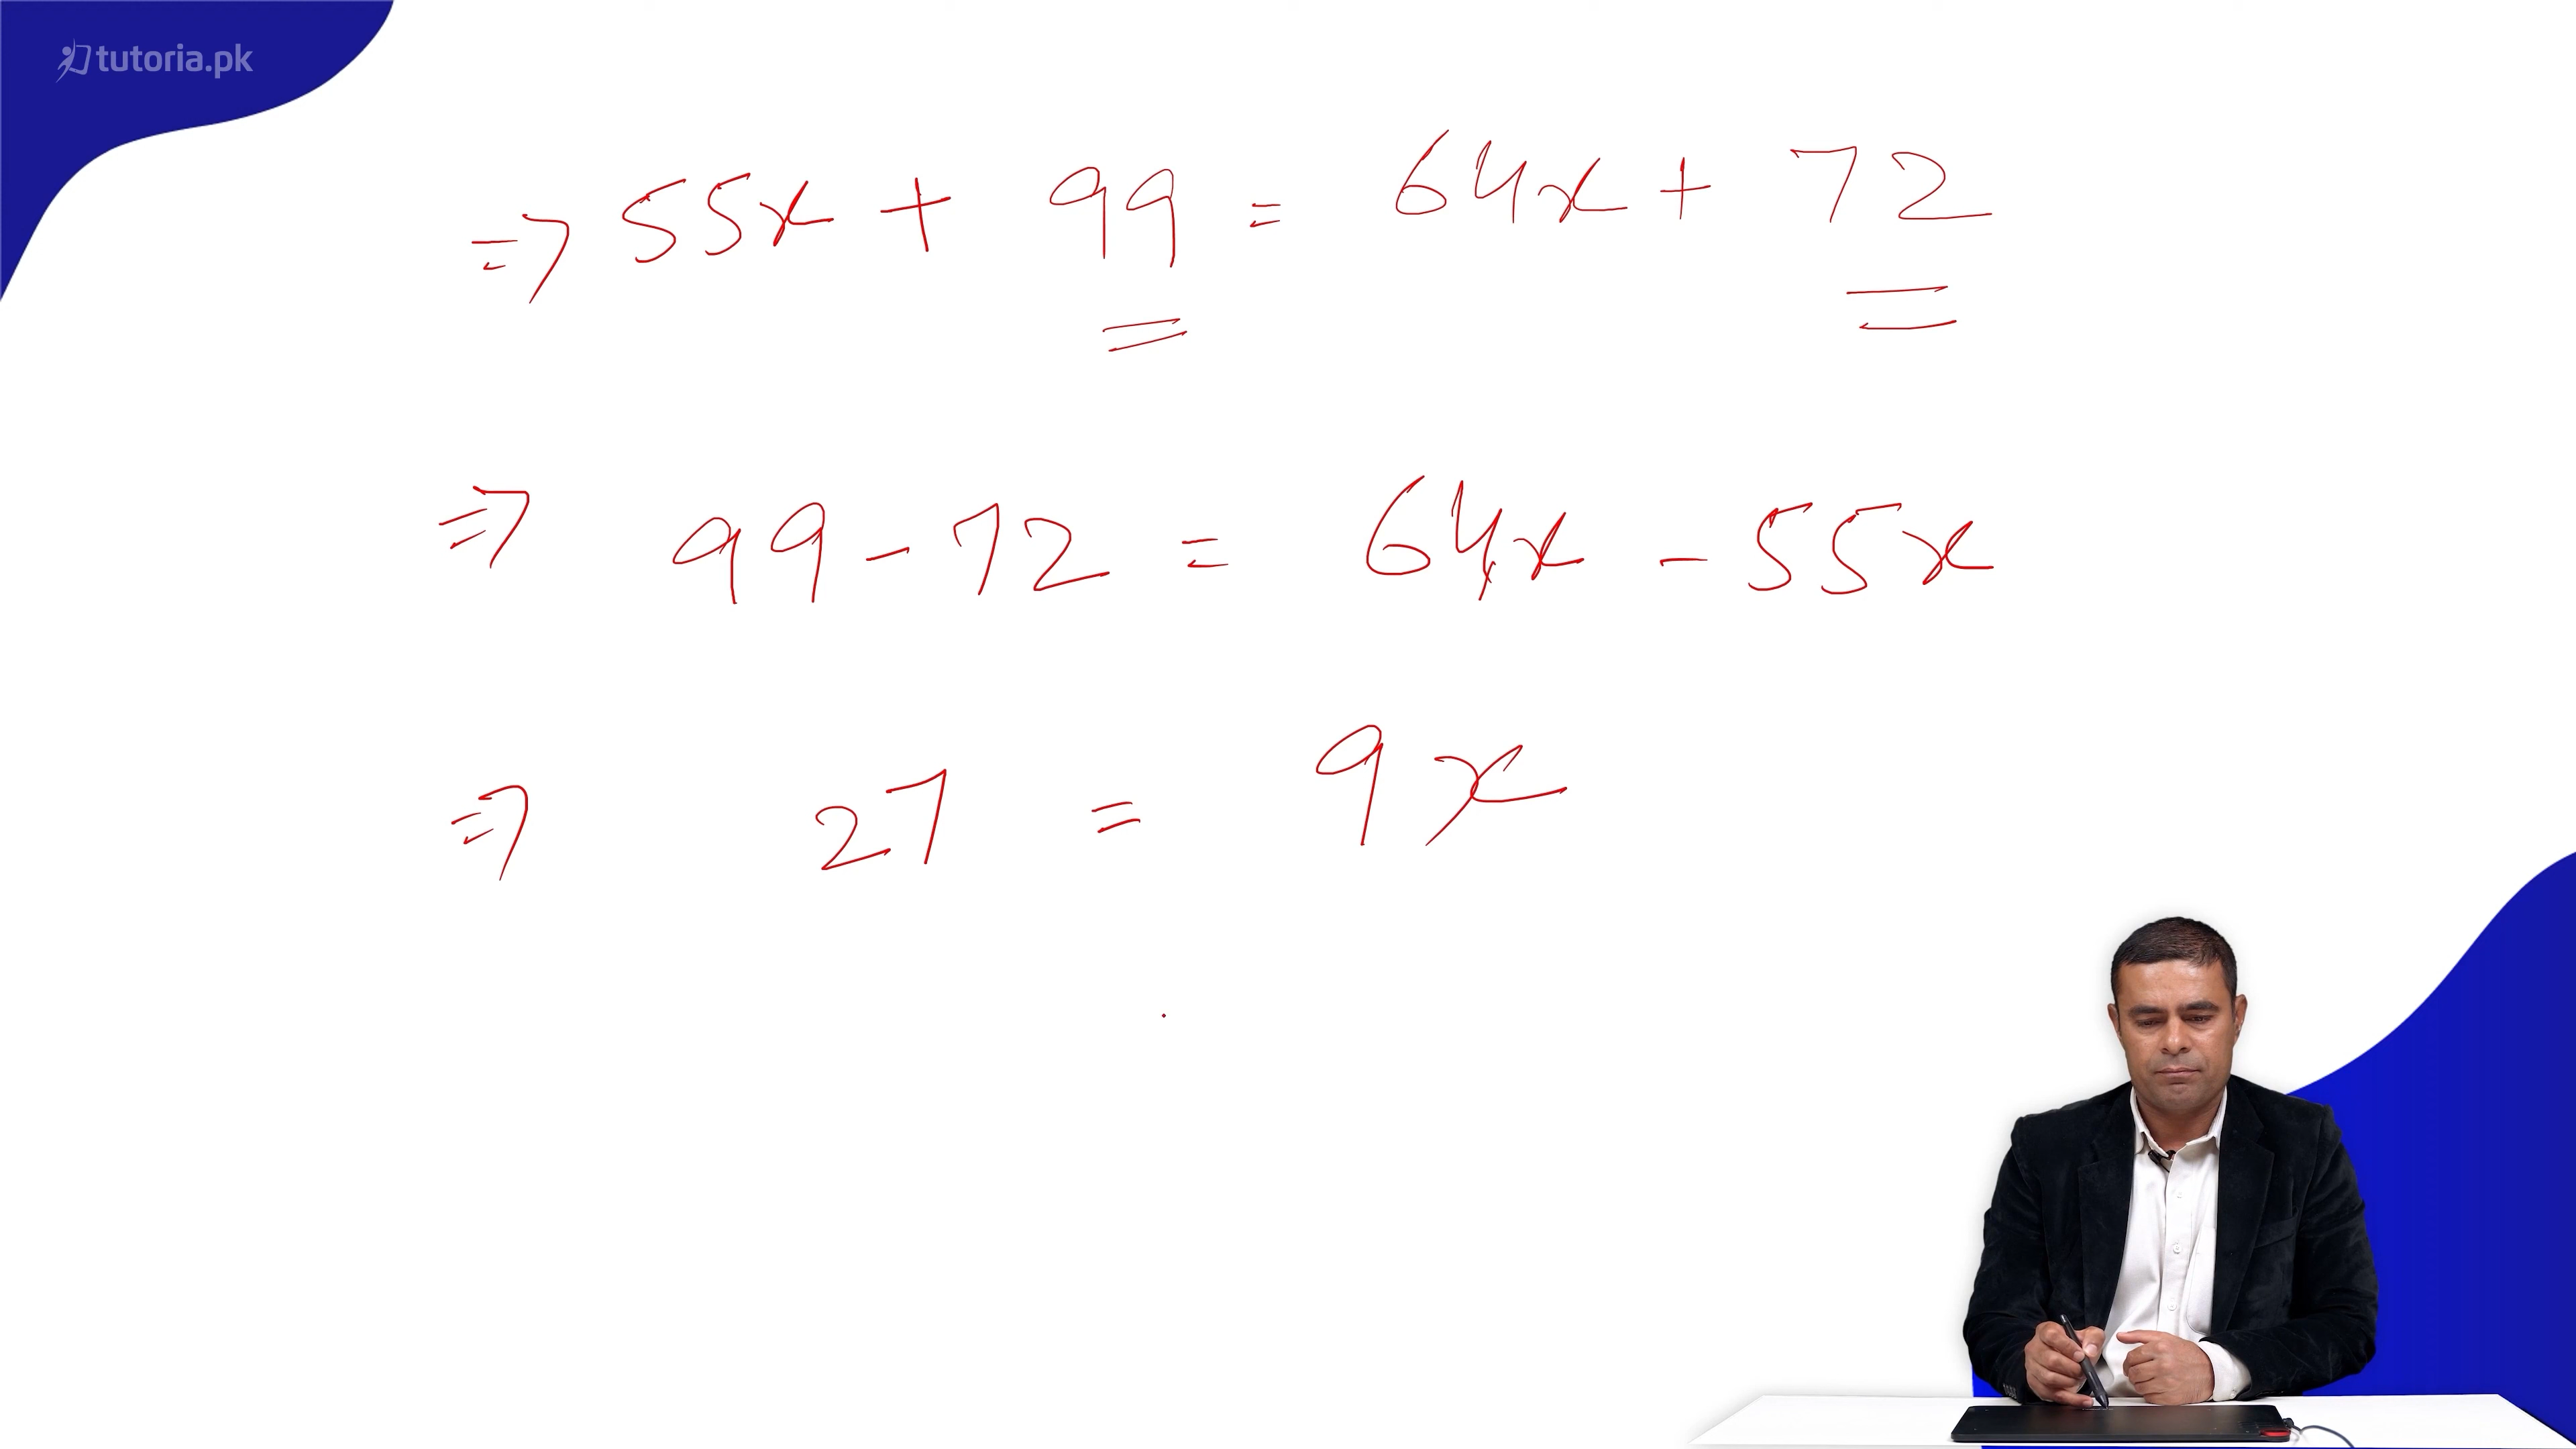 tutoria.pk
⇒ 55x + 99 = 64x + 72
⇒ 99 - 72 = 64x - 55x
⇒ 27 = 9x